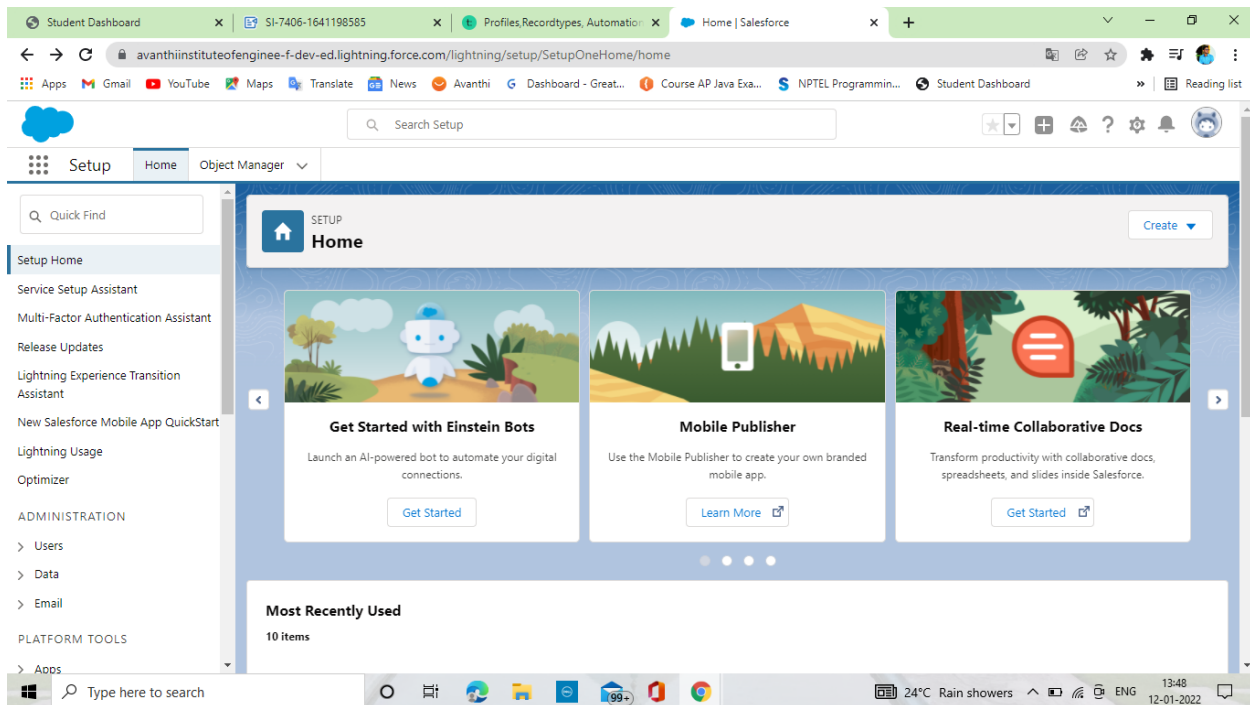 Student Dashboard
SI-7406-1641198585
Profiles,Recordtypes, Automation
Home | Salesforce
avanthiinstituteofenginee-f-dev-ed.lightning.force.com/lightning/setup/SetupOneHome/home
Apps Gmail YouTube Maps Translate News Avanthi Dashboard - Great... Course AP Java Exa... NPTEL Programmin... Student Dashboard » Reading list
Search Setup
Setup Home Object Manager
Quick Find
SETUP
Home
Create
Setup Home
Service Setup Assistant
Multi-Factor Authentication Assistant
Release Updates
Lightning Experience Transition
Assistant
New Salesforce Mobile App QuickStart
Lightning Usage
Optimizer
ADMINISTRATION
Users
Data
Email
PLATFORM TOOLS
Apps
Get Started with Einstein Bots
Launch an AI-powered bot to automate your digital
connections.
Get Started
Mobile Publisher
Use the Mobile Publisher to create your own branded
mobile app.
Learn More
Real-time Collaborative Docs
Transform productivity with collaborative docs,
spreadsheets, and slides inside Salesforce.
Get Started
Most Recently Used
10 items
Type here to search
99+
24°C Rain showers
ENG
13:48
12-01-2022